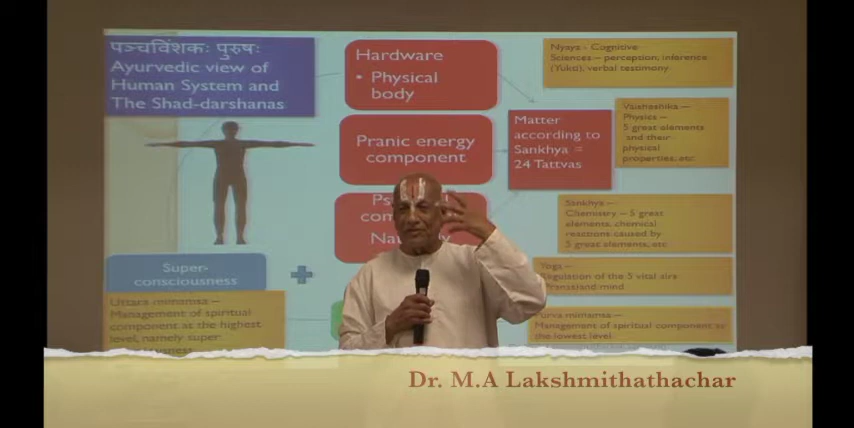 पञ्चविंशकः पुरुषः
Ayurvedic view of
Human System and
The Shad-darshanas
Hardware
• Physical
body
Pranic energy
component
Matter
according to
Sankhya =
24 Tattvas
Nyaya - Cognitive
Sciences — perception, inference
(Yukti), verbal testimony
Vaisheshika —
Physics —
5 great elements
and their
physical
properties, etc
Sankhya —
Chemistry — 5 great
elements, chemical
reactions caused by
5 great elements, etc
Yoga —
Regulation of the 5 vital airs
(Pranas)and mind
Purva mimamsa —
Management of spiritual component at
the lowest level
Super-
consciousness
Uttara mimamsa —
Management of spiritual
component at the highest
level, namely super-
Dr. M.A Lakshmithathachar